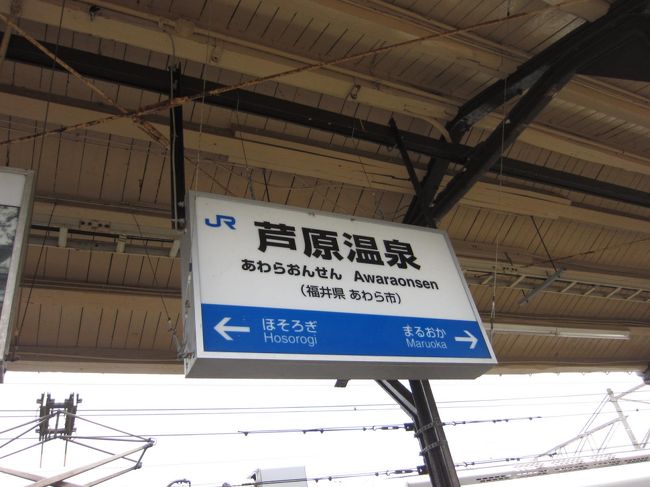 JR 芦原温泉
あわらおんせん Awaraonsen
(福井県 あわら市)
← ほそろぎ まるおか →
Hosorogi Maruoka